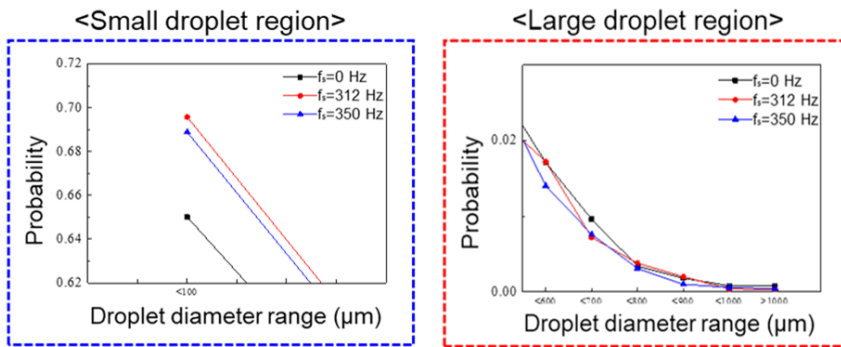 <Small droplet region>
0.72
0.70
0.68
0.66
0.64
0.62
Probability
fₛ=0 Hz
fₛ=312 Hz
fₛ=350 Hz
<100
Droplet diameter range (μm)
<Large droplet region>
0.02
0.00
Probability
fₛ=0 Hz
fₛ=312 Hz
fₛ=350 Hz
<600 <700 <800 <900 <1000 >1000
Droplet diameter range (μm)